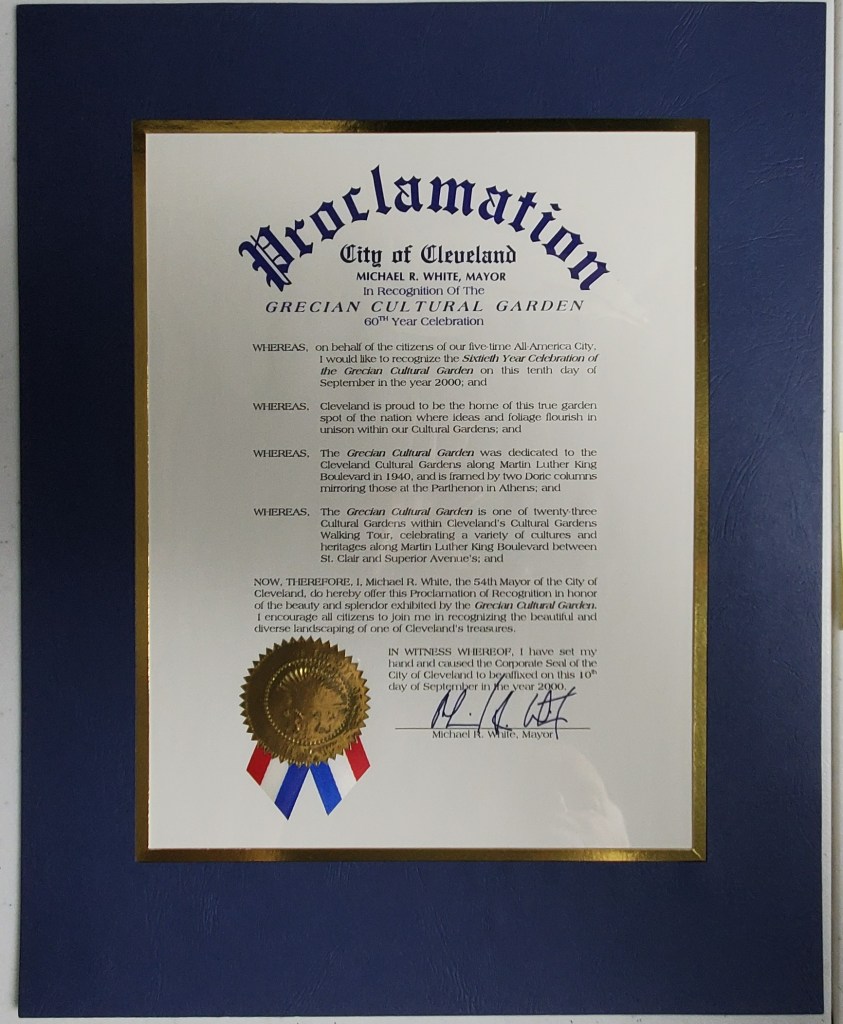 Proclamation
City of Cleveland
MICHAEL R. WHITE, MAYOR
In Recognition Of The
GRECIAN CULTURAL GARDEN
60TH Year Celebration
WHEREAS, on behalf of the citizens of our five-time All-America City,
I would like to recognize the Sixtieth Year Celebration of
the Grecian Cultural Garden on this tenth day of
September in the year 2000; and
WHEREAS, Cleveland is proud to be the home of this true garden
spot of the nation where ideas and foliage flourish in
unison within our Cultural Gardens; and
WHEREAS, The Grecian Cultural Garden was dedicated to the
Cleveland Cultural Gardens along Martin Luther King
Boulevard in 1940, and is framed by two Doric columns
mirroring those at the Parthenon in Athens; and
WHEREAS, The Grecian Cultural Garden is one of twenty-three
Cultural Gardens within Cleveland's Cultural Gardens
Walking Tour, celebrating a variety of cultures and
heritages along Martin Luther King Boulevard between
St. Clair and Superior Avenue's; and
NOW, THEREFORE, I, Michael R. White, the 54th Mayor of the City of
Cleveland, do hereby offer this Proclamation of Recognition in honor
of the beauty and splendor exhibited by the Grecian Cultural Garden.
I encourage all citizens to join me in recognizing the beautiful and
diverse landscaping of one of Cleveland's treasures.
IN WITNESS WHEREOF, I have set my
hand and caused the Corporate Seal of the
City of Cleveland to be affixed on this 10th
day of September in the year 2000.
Michael R. White, Mayor